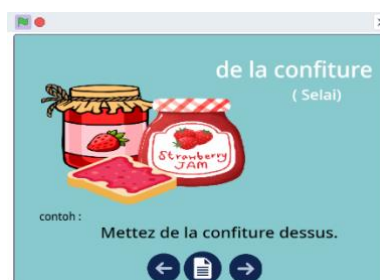 de la confiture
( Selai)
Strawberry
JAM
contoh :
Mettez de la confiture dessus.